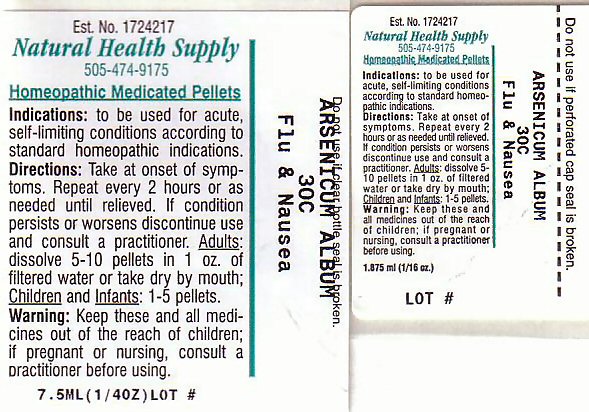 Est. No. 1724217
Natural Health Supply
505-474-9175
Homeopathic Medicated Pellets
Indications: to be used for acute,
self-limiting conditions according to
standard homeopathic indications.
Directions: Take at onset of symp-
toms. Repeat every 2 hours or as
needed until relieved. If condition
persists or worsens discontinue use
and consult a practitioner. Adults:
dissolve 5-10 pellets in 1 oz. of
filtered water or take dry by mouth;
Children and Infants: 1-5 pellets.
Warning: Keep these and all medi-
cines out of the reach of children;
if pregnant or nursing, consult a
practitioner before using.
7.5ML(1/4OZ)LOT #
Do not use if clear bottle seal is broken.
ARSENICUM ALBUM
30C
Flu & Nausea
Est. No. 1724217
Natural Health Supply
505-474-9175
Homeopathic Medicated Pellets
Indications: to be used for
acute, self-limiting conditions
according to standard homeo-
pathic indications.
Directions: Take at onset of
symptoms. Repeat every 2
hours or as needed until relieved.
If condition persists or worsens
discontinue use and consult a
practitioner. Adults: dissolve 5-
10 pellets in 1 oz. of filtered
water or take dry by mouth;
Children and Infants: 1-5 pellets.
Warning: Keep these and
all medicines out of the reach
of children; if pregnant or
nursing, consult a practitioner
before using.
1.875 ml (1/16 oz.)
LOT #
Do not use if perforated cap seal is broken.
ARSENICUM ALBUM
30C
Flu & Nausea